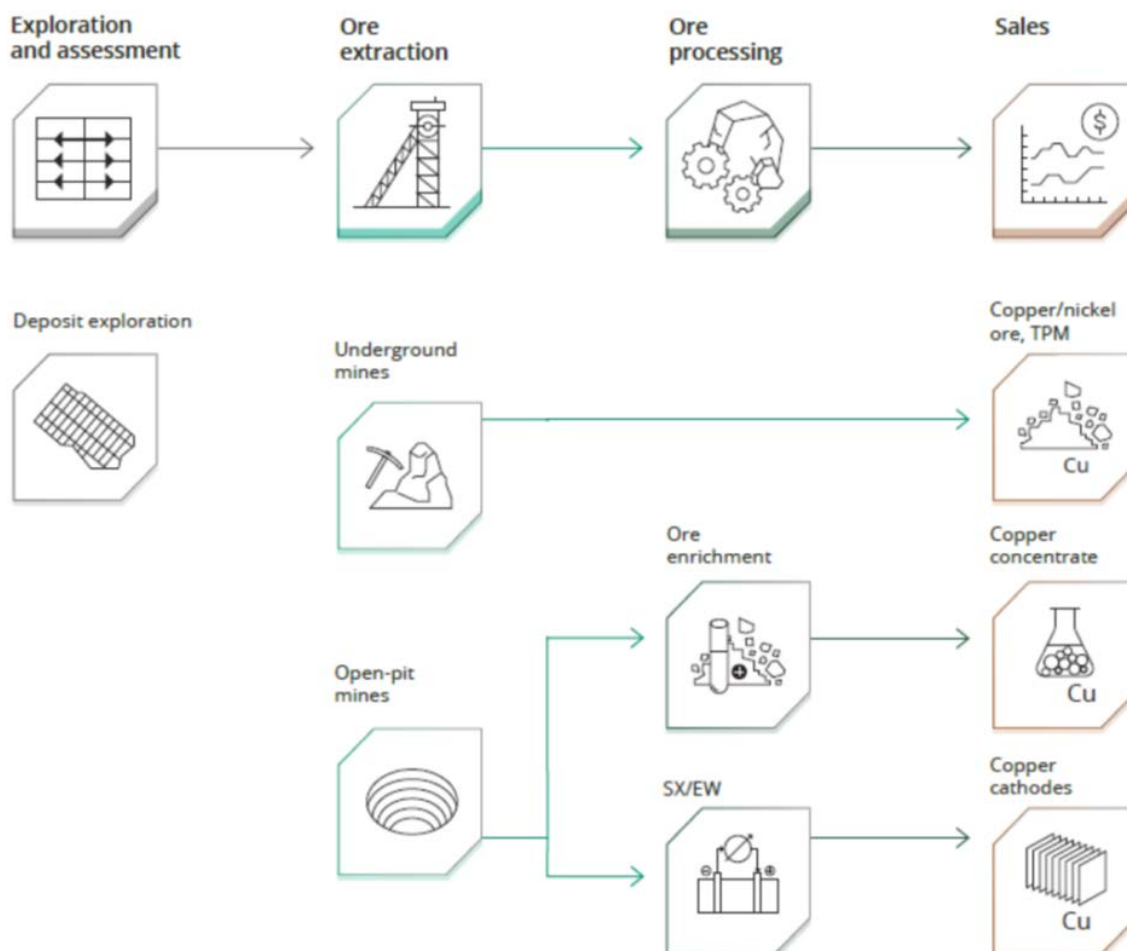 Exploration
and assessment
Ore
extraction
Ore
processing
Sales
$
Deposit exploration
Underground
mines
Copper/nickel
ore, TPM
Cu
Ore
enrichment
Copper
concentrate
Cu
Open-pit
mines
SX/EW
Copper
cathodes
Cu